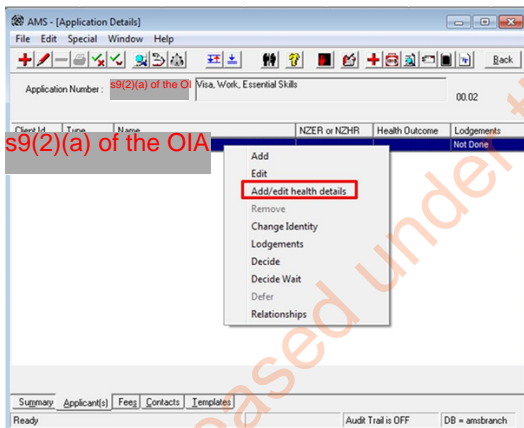 AMS - [Application Details]
File Edit Special Window Help
Back
Application Number : s9(2)(a) of the OI Visa, Work, Essential Skills
00.02
Client Id Type Name NZER or NZHR Health Outcome Lodgements
s9(2)(a) of the OIA Not Done
Add
Edit
Add/edit health details
Remove
Change Identity
Lodgements
Decide
Decide Wait
Defer
Relationships
eased under t
Summary Applicant(s) Fees Contacts Templates
Ready Audit Trail is OFF DB = amsbranch